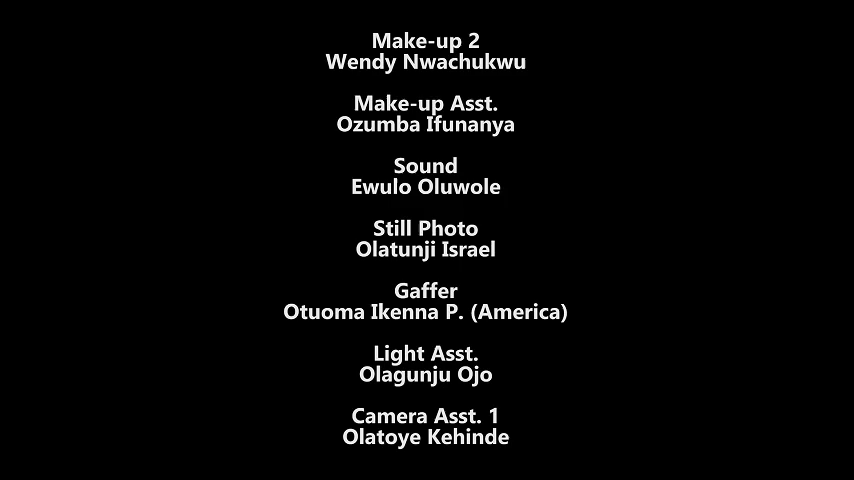 Make-up 2
Wendy Nwachukwu
Make-up Asst.
Ozumba Ifunanya
Sound
Ewulo Oluwole
Still Photo
Olatunji Israel
Gaffer
Otuoma Ikenna P. (America)
Light Asst.
Olagunju Ojo
Camera Asst. 1
Olatoye Kehinde